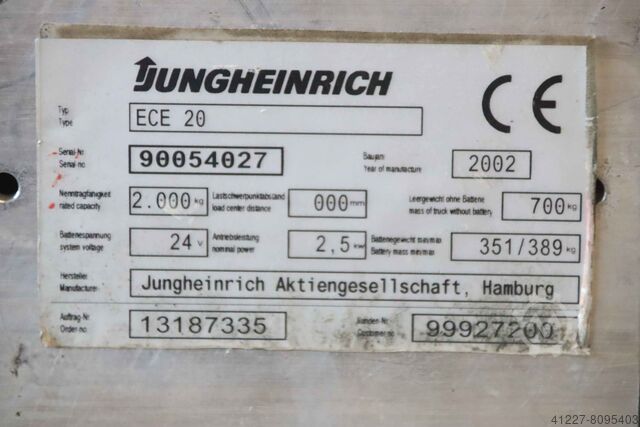 JUNGHEINRICH
CE
Typ
Type
ECE 20
Serial-Nr
Serial no
90054027
Baujahr
Year of manufacture
2002
Nenntragfähigkeit
rated capacity
2.000 kg
Lastschwerpunktabstand
load center distance
000 mm
Leergewicht ohne Batterie
mass of truck without battery
700 kg
Batteriespannung
system voltage
24 V
Antriebsleistung
nominal power
2,5 kW
Batteriegewicht min/max
Battery mass min/max
351/389 kg
Hersteller
Manufacturer
Jungheinrich Aktiengesellschaft, Hamburg
Auftrag-Nr.
Order no
13187335
Kunden-Nr.
Customer no
99927200
41227-8095403